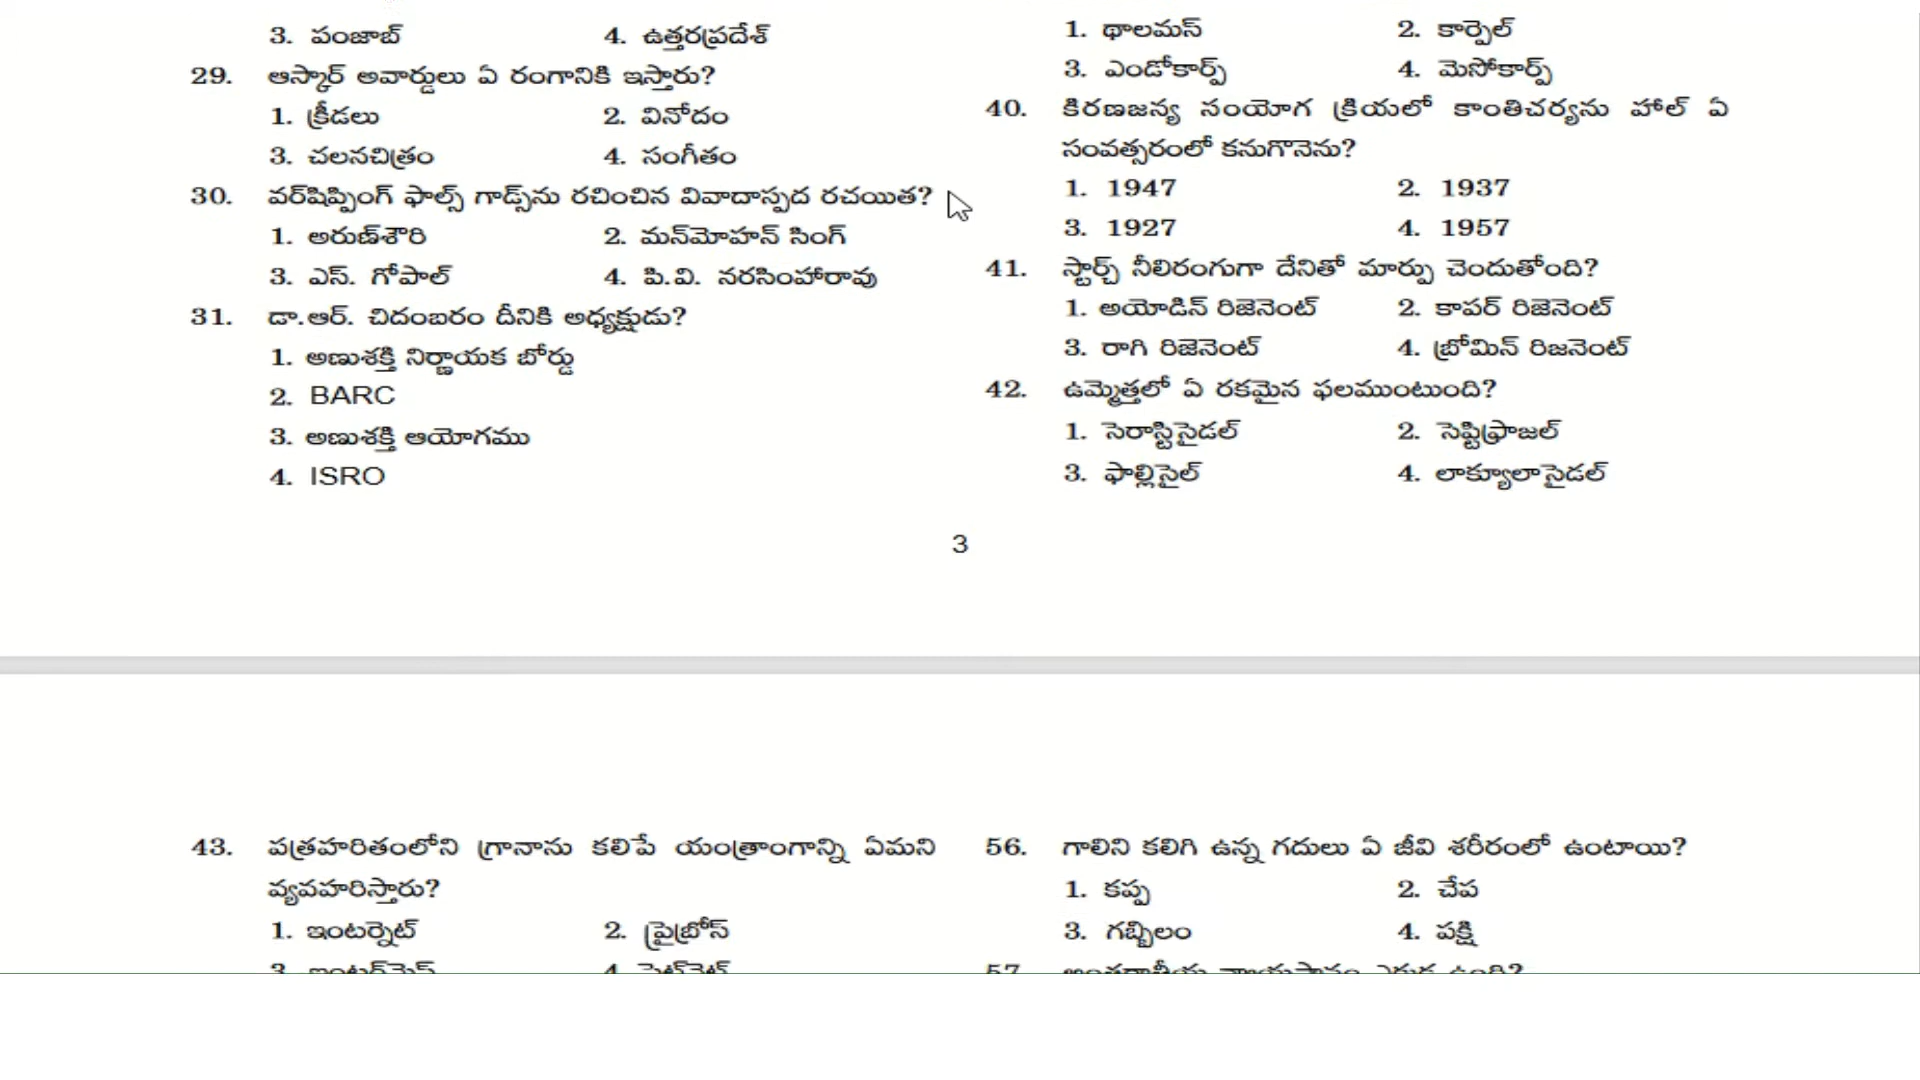 3. పంజాబ్ 4. ఉత్తరప్రదేశ్
29. ఆస్కార్ అవార్డులు ఏ రంగానికి ఇస్తారు?
1. క్రీడలు 2. వినోదం
3. చలనచిత్రం 4. సంగీతం
30. వర్‌షిప్పింగ్ ఫాల్స్ గాడ్స్‌ను రచించిన వివాదాస్పద రచయిత?
1. అరుణ్‌శౌరి 2. మన్‌మోహన్ సింగ్
3. ఎస్. గోపాల్ 4. పి.వి. నరసింహారావు
31. డా.ఆర్. చిదంబరం దీనికి అధ్యక్షుడు?
1. అణుశక్తి నిర్ణాయక బోర్డు
2. BARC
3. అణుశక్తి ఆయోగము
4. ISRO
1. థాలమస్ 2. కార్పెల్
3. ఎండోకార్ప్ 4. మెసోకార్ప్
40. కిరణజన్య సంయోగ క్రియలో కాంతిచర్యను హాల్ ఏ
సంవత్సరంలో కనుగొనెను?
1. 1947 2. 1937
3. 1927 4. 1957
41. స్టార్చ్ నీలిరంగుగా దేనితో మార్పు చెందుతోంది?
1. అయోడిన్ రిజెనెంట్ 2. కాపర్ రిజెనెంట్
3. రాగి రిజెనెంట్ 4. బ్రోమిన్ రిజనెంట్
42. ఉమ్మెత్తలో ఏ రకమైన ఫలముంటుంది?
1. సెరాస్టిసైడల్ 2. సెప్టిఫ్రాజల్
3. ఫాల్లిసైల్ 4. లాక్యూలాసైడల్
3
43. పత్రహరితంలోని గ్రానాను కలిపే యంత్రాంగాన్ని ఏమని
వ్యవహరిస్తారు?
1. ఇంటర్నెట్ 2. ఫ్రైబ్రోస్
56. గాలిని కలిగి ఉన్న గదులు ఏ జీవి శరీరంలో ఉంటాయి?
1. కప్ప 2. చేప
3. గబ్బిలం 4. పక్షి